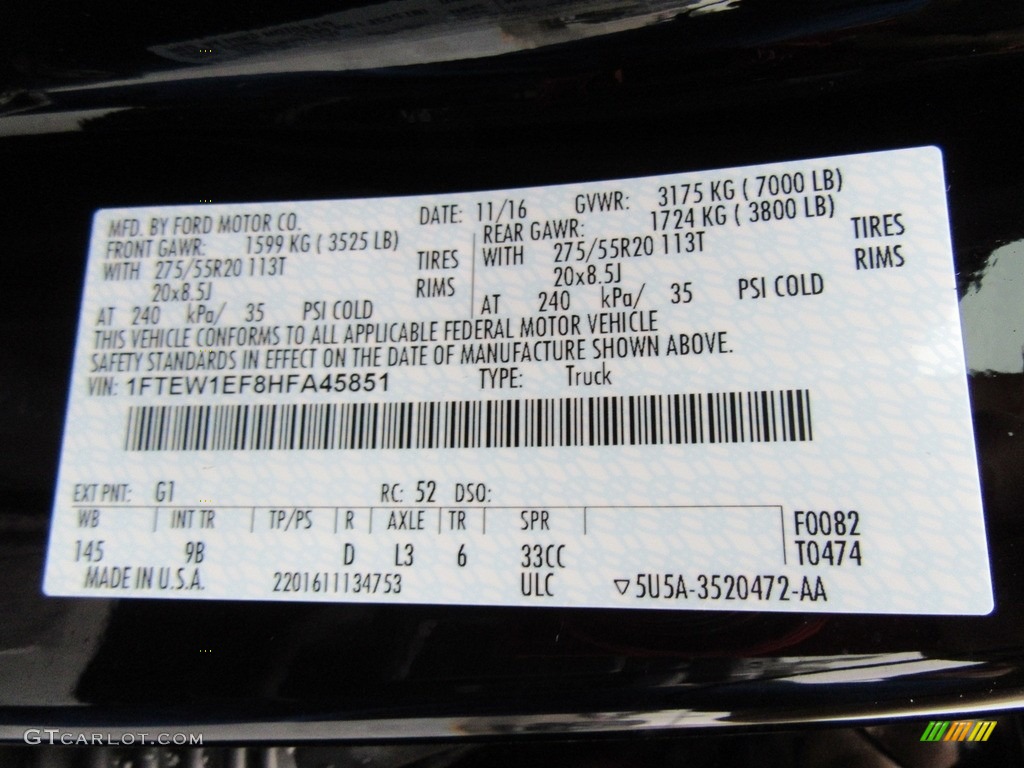 MFD. BY FORD MOTOR CO. DATE: 11/16 GVWR: 3175 KG ( 7000 LB)
FRONT GAWR: 1599 KG ( 3525 LB) REAR GAWR: 1724 KG ( 3800 LB)
WITH 275/55R20 113T TIRES WITH 275/55R20 113T TIRES
20x8.5J RIMS 20x8.5J RIMS
AT 240 kPa/ 35 PSI COLD AT 240 kPa/ 35 PSI COLD
THIS VEHICLE CONFORMS TO ALL APPLICABLE FEDERAL MOTOR VEHICLE
SAFETY STANDARDS IN EFFECT ON THE DATE OF MANUFACTURE SHOWN ABOVE.
VIN: 1FTEW1EF8HFA45851 TYPE: Truck
EXT PNT: G1 RC: 52 DSO:
WB INT TR TP/PS R AXLE TR SPR F0082
145 9B D L3 6 33CC T0474
MADE IN U.S.A. 2201611134753 ULC ▽5U5A-3520472-AA
GTCARLOT.COM